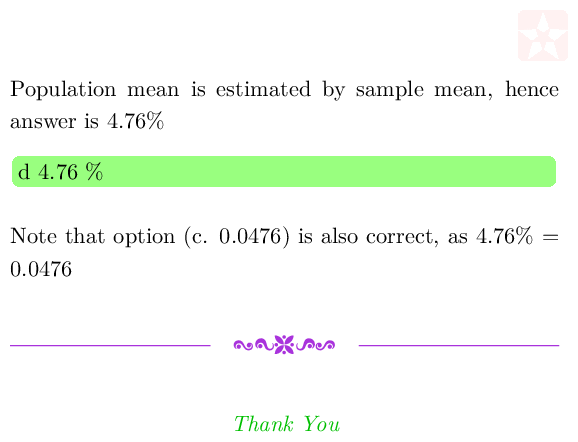 Population mean is estimated by sample mean, hence
answer is 4.76%
d 4.76 %
Note that option (c. 0.0476) is also correct, as 4.76% =
0.0476
Thank You